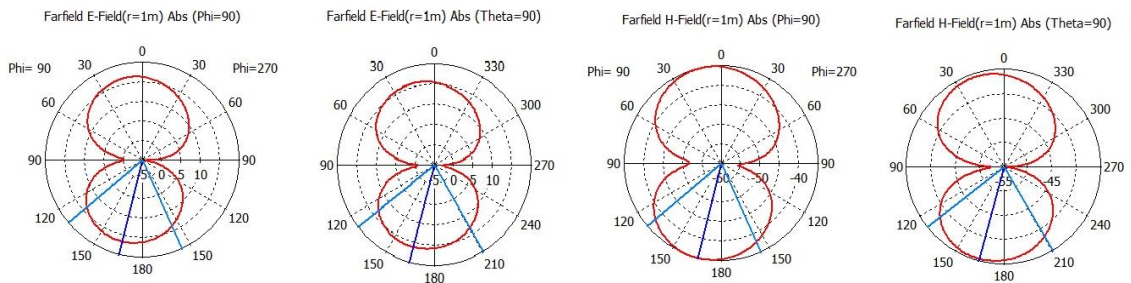 Farfield E-Field(r=1m) Abs (Phi=90)
0
Phi= 90 30 30 Phi=270
60 60
90 -5 0 5 10 90
120 120
150 150
180
Farfield E-Field(r=1m) Abs (Theta=90)
0
30 330
60 300
90 -5 0 5 10 270
120 240
150 210
180
Farfield H-Field(r=1m) Abs (Phi=90)
0
Phi= 90 30 30 Phi=270
60 60
90 -60 -50 -40 90
120 120
150 150
180
Farfield H-Field(r=1m) Abs (Theta=90)
0
30 330
60 300
90 -55 -45 270
120 240
150 210
180